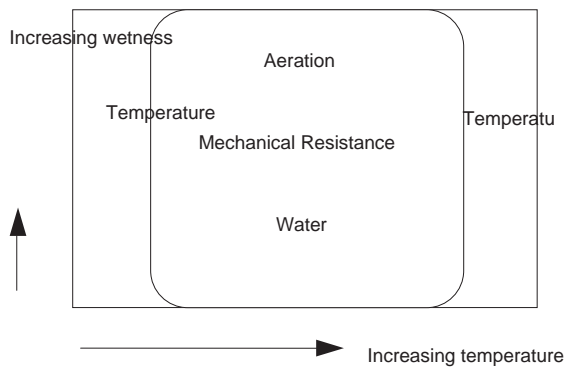 Increasing wetness
Aeration
Temperature
Temperatu
Mechanical Resistance
Water
Increasing temperature